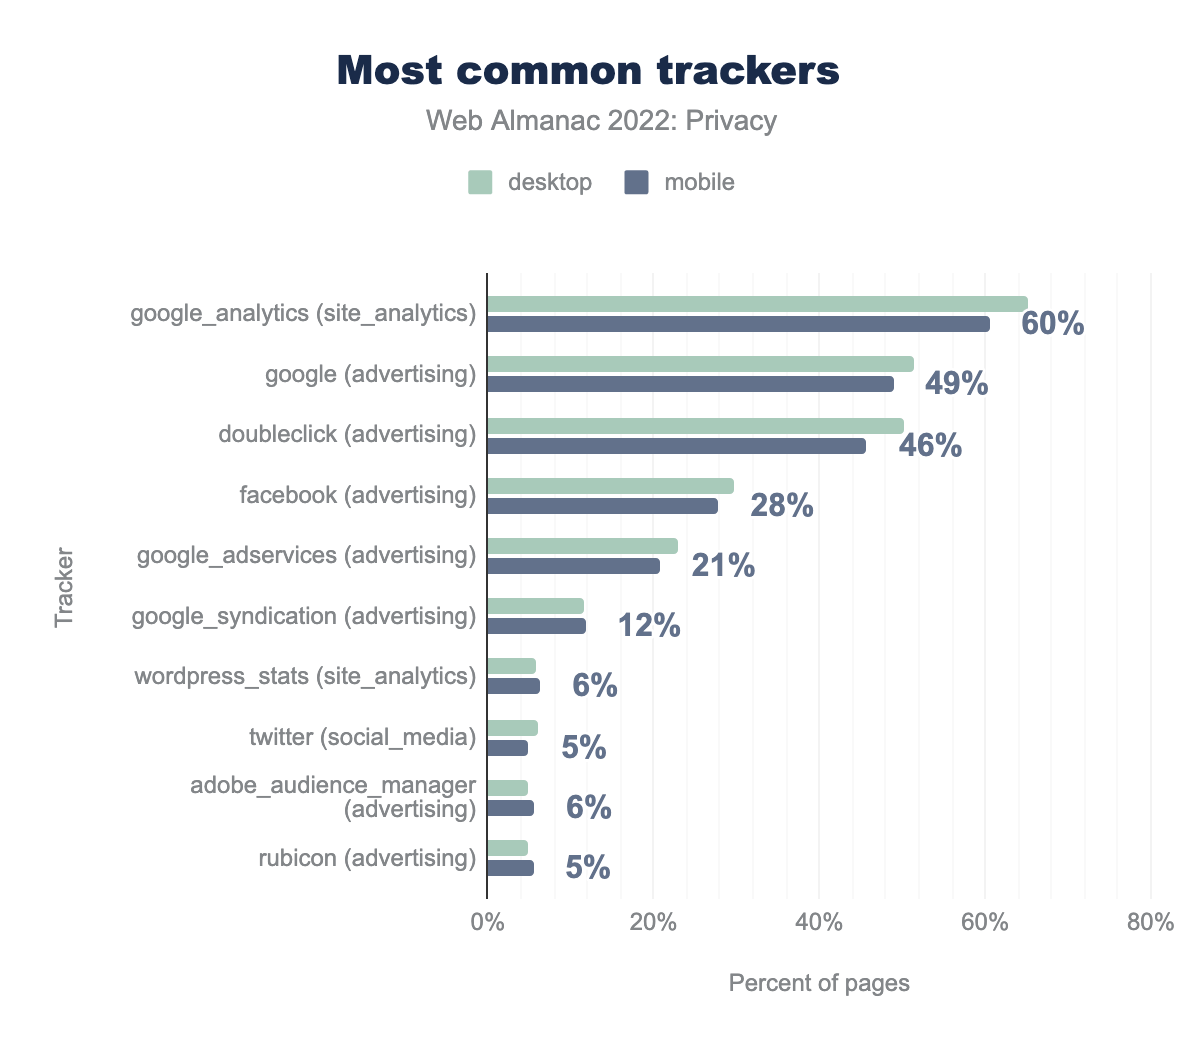 Most common trackers
Web Almanac 2022: Privacy
desktop
mobile
google_analytics (site_analytics)
60%
google (advertising)
49%
doubleclick (advertising)
46%
facebook (advertising)
28%
google_adservices (advertising)
21%
google_syndication (advertising)
12%
wordpress_stats (site_analytics)
6%
twitter (social_media)
5%
adobe_audience_manager
(advertising)
6%
rubicon (advertising)
5%
Tracker
0%
20%
40%
60%
80%
Percent of pages